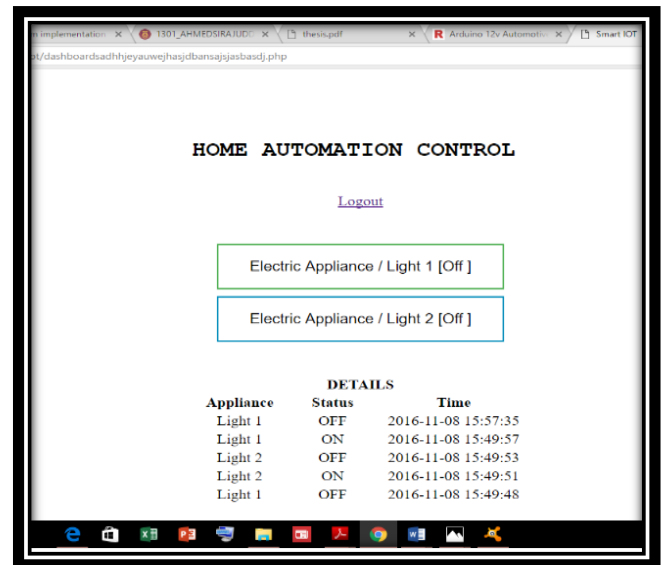 n implementation × 1301_AHMEDSIRAJUDD × thesis.pdf × R Arduino 12v Automotiv × Smart IOT
ot/dashboardsadhhjeyauwejhasjdbansajsjasbasdj.php
HOME AUTOMATION CONTROL
Logout
Electric Appliance / Light 1 [Off ]
Electric Appliance / Light 2 [Off ]
DETAILS
Appliance Status Time
Light 1 OFF 2016-11-08 15:57:35
Light 1 ON 2016-11-08 15:49:57
Light 2 OFF 2016-11-08 15:49:53
Light 2 ON 2016-11-08 15:49:51
Light 1 OFF 2016-11-08 15:49:48